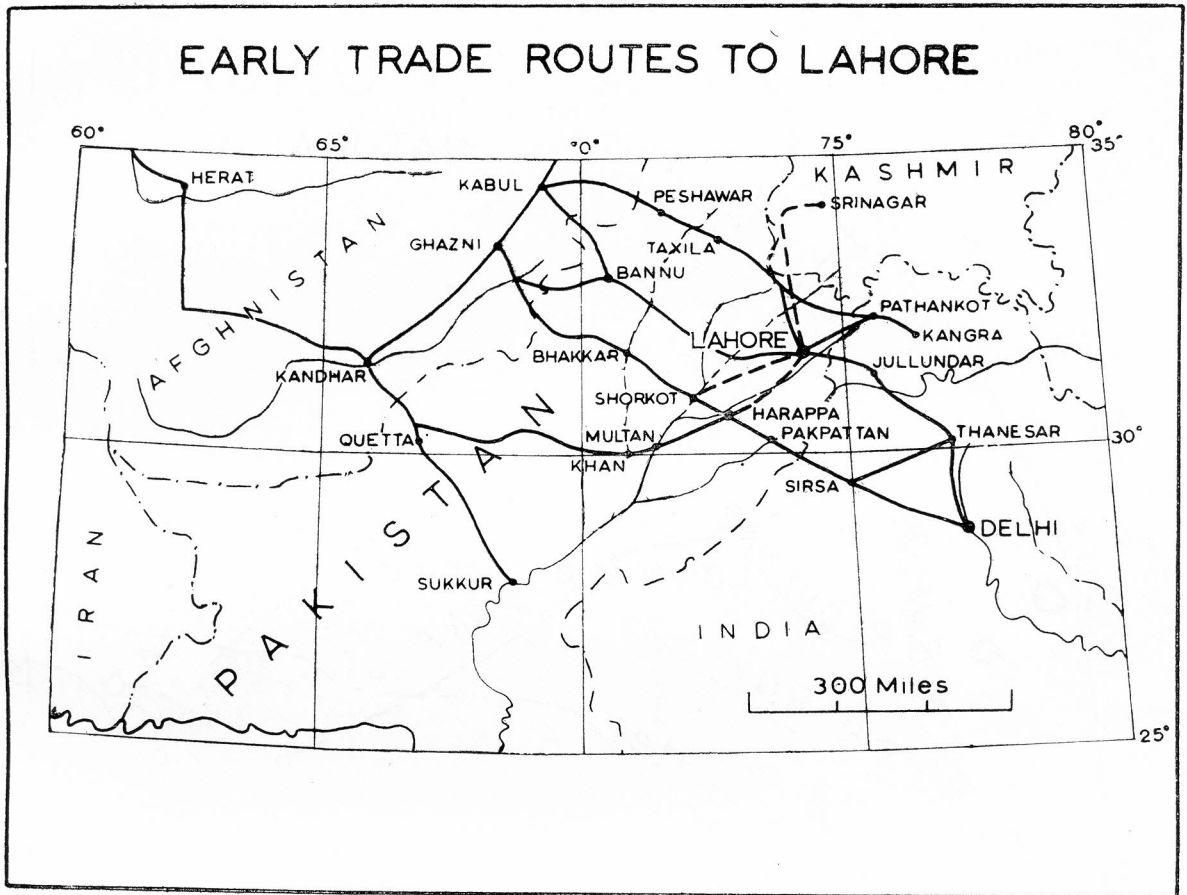 EARLY TRADE ROUTES TO LAHORE
60°
65°
°0°
75°
80°
35°
KASHMIR
HERAT
KABUL
PESHAWAR
SRINAGAR
GHAZNI
TAXILA
AFGHNISTAN
BANNU
PATHANKOT
LAHORE
KANGRA
BHAKKAR
JULLUNDAR
KANDHAR
SHORKOT
HARAPPA
QUETTA
MULTAN
PAKPATTAN
THANESAR
30°
KHAN
SIRSA
DELHI
IRAN
PAKISTAN
SUKKUR
INDIA
300 Miles
25°